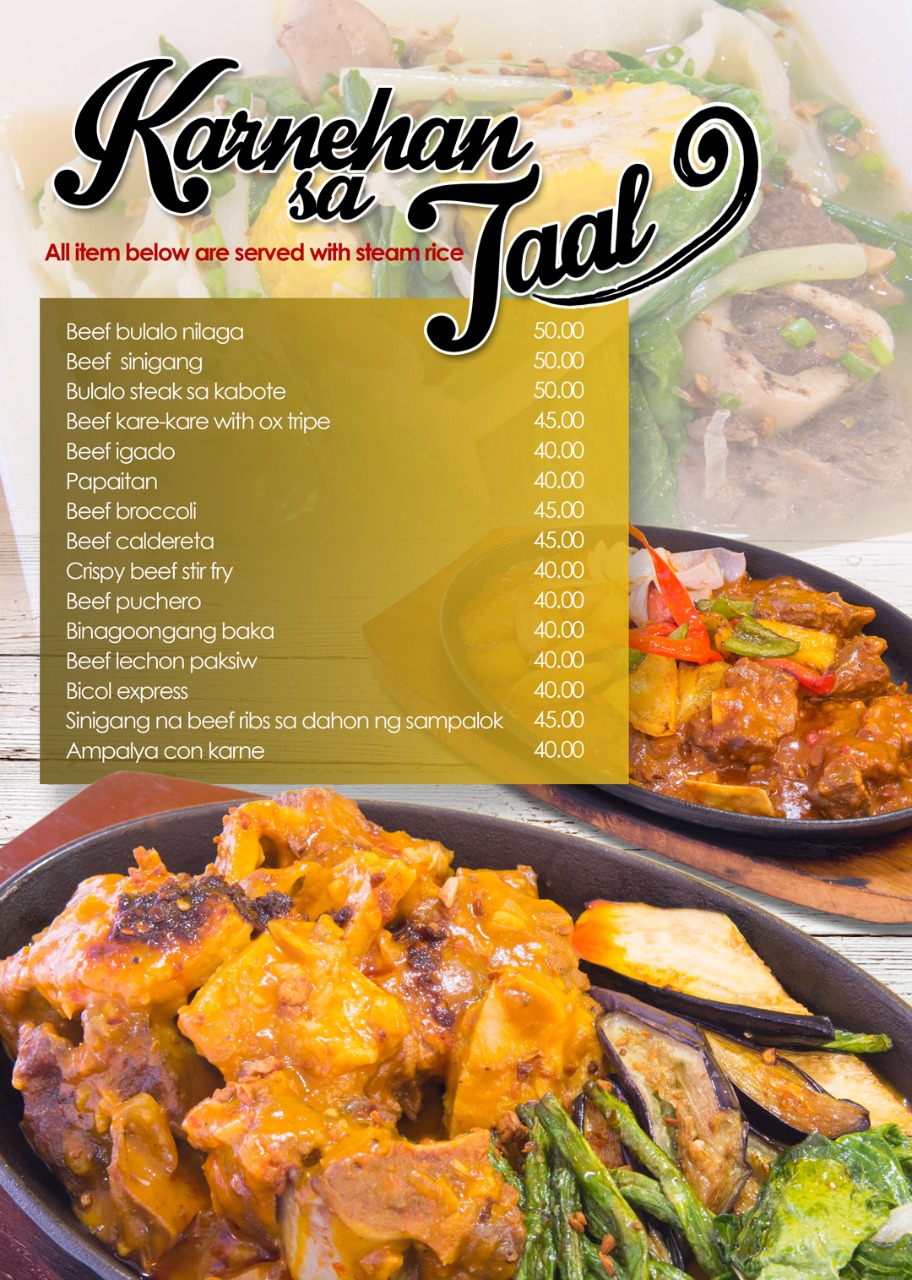 Karnehan
sa
Taal
All item below are served with steam rice
Beef bulalo nilaga 50.00
Beef sinigang 50.00
Bulalo steak sa kabote 50.00
Beef kare-kare with ox tripe 45.00
Beef igado 40.00
Papaitan 40.00
Beef broccoli 45.00
Beef caldereta 45.00
Crispy beef stir fry 40.00
Beef puchero 40.00
Binagoongang baka 40.00
Beef lechon paksiw 40.00
Bicol express 40.00
Sinigang na beef ribs sa dahon ng sampalok 45.00
Ampalya con karne 40.00